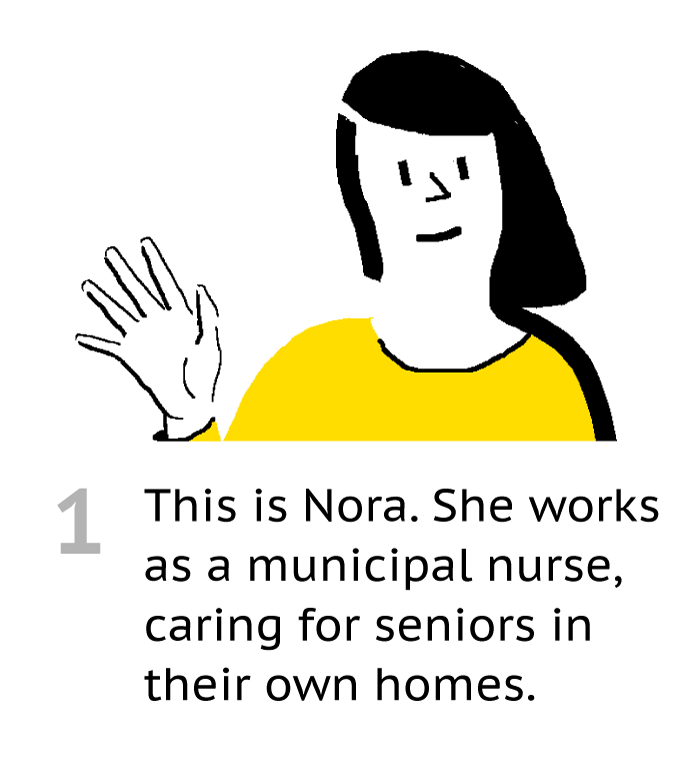 1
This is Nora. She works
as a municipal nurse,
caring for seniors in
their own homes.